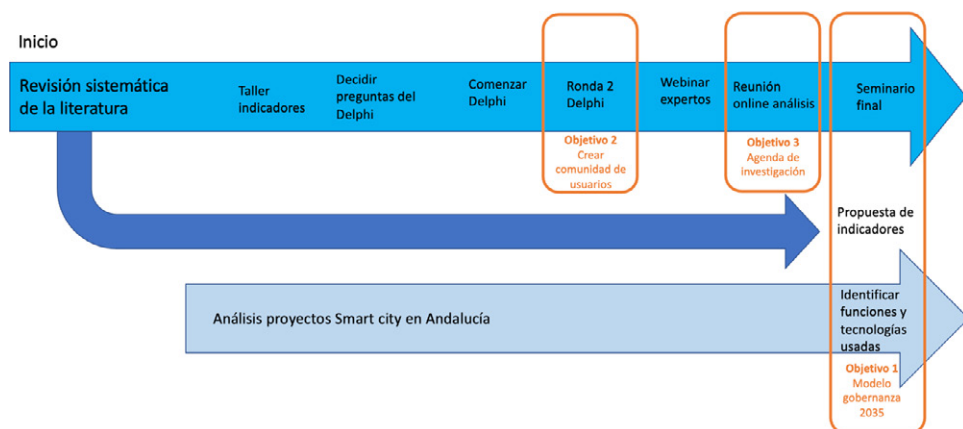 Inicio
Revisión sistemática
de la literatura
Taller
indicadores
Decidir
preguntas del
Delphi
Comenzar
Delphi
Ronda 2
Delphi
Webinar
expertos
Reunión
online análisis
Seminario
final
Objetivo 2
Crear
comunidad de
usuarios
Objetivo 3
Agenda de
investigación
Propuesta de
indicadores
Análisis proyectos Smart city en Andalucía
Identificar
funciones y
tecnologías
usadas
Objetivo 1
Modelo
gobernanza
2035